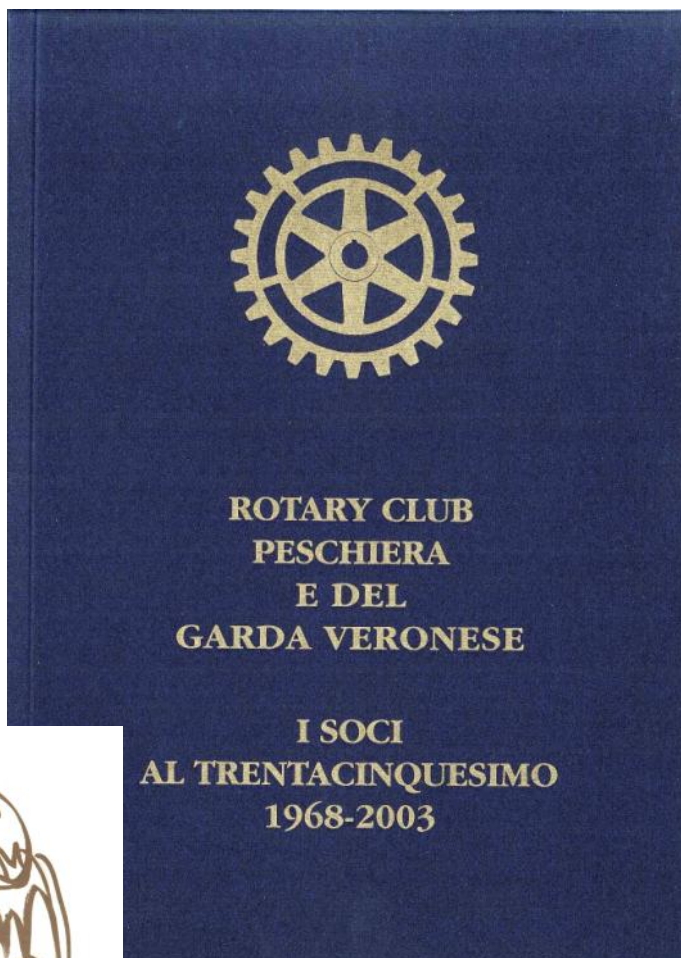 ROTARY CLUB
PESCHIERA
E DEL
GARDA VERONESE
I SOCI
AL TRENTACINQUESIMO
1968-2003